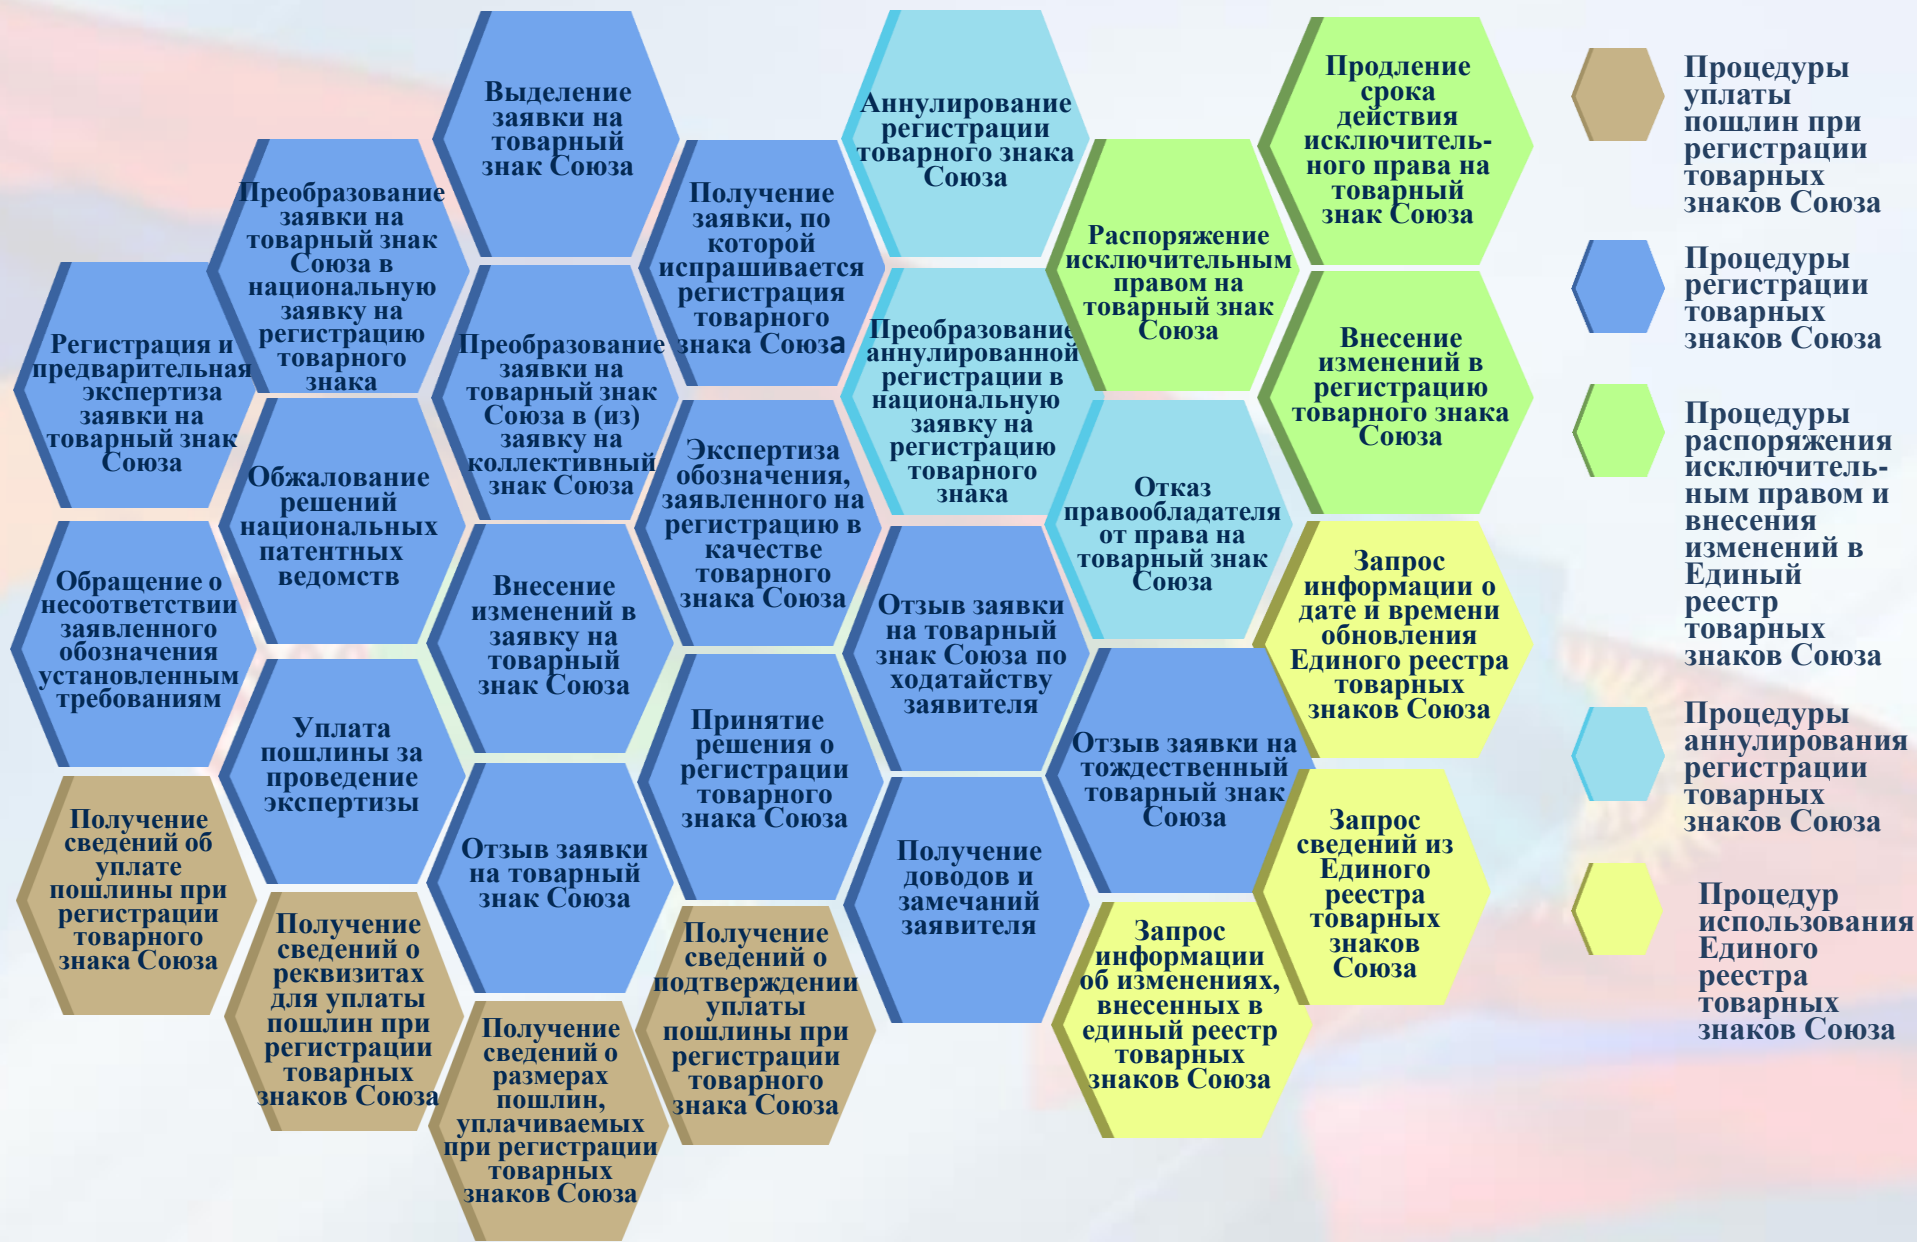 Выделение
заявки на
товарный
знак Союза
Аннулирование
регистрации
товарного знака
Союза
Продление
срока
действия
исключитель-
ного права на
товарный
знак Союза
Преобразование
заявки на
товарный знак
Союза в
национальную
заявку на
регистрацию
товарного
знака
Получение
заявки, по
которой
испрашивается
регистрация
товарного
знака Союза
Распоряжение
исключительным
правом на
товарный знак
Союза
Регистрация и
предварительная
экспертиза
заявки на
товарный знак
Союза
Преобразование
заявки на
товарный знак
Союза в (из)
заявку на
коллективный
знак Союза
Преобразование
аннулированной
регистрации в
национальную
заявку на
регистрацию
товарного
знака
Внесение
изменений в
регистрацию
товарного знака
Союза
Обжалование
решений
национальных
патентных
ведомств
Экспертиза
обозначения,
заявленного на
регистрацию в
качестве
товарного
знака Союза
Отказ
правообладателя
от права на
товарный знак
Союза
Обращение о
несоответствии
заявленного
обозначения
установленным
требованиям
Внесение
изменений в
заявку на
товарный
знак Союза
Отзыв заявки
на товарный
знак Союза по
ходатайству
заявителя
Запрос
информации о
дате и времени
обновления
Единого реестра
товарных
знаков Союза
Уплата
пошлины за
проведение
экспертизы
Принятие
решения о
регистрации
товарного
знака Союза
Отзыв заявки на
тождественный
товарный знак
Союза
Получение
сведений об
уплате
пошлины при
регистрации
товарного
знака Союза
Отзыв заявки
на товарный
знак Союза
Получение
доводов и
замечаний
заявителя
Запрос
сведений из
Единого
реестра
товарных
знаков
Союза
Получение
сведений о
реквизитах
для уплаты
пошлин при
регистрации
товарных
знаков Союза
Получение
сведений о
подтверждении
уплаты
пошлины при
регистрации
товарного
знака Союза
Запрос
информации
об изменениях,
внесенных в
единый реестр
товарных
знаков Союза
Получение
сведений о
размерах
пошлин,
уплачиваемых
при регистрации
товарных
знаков Союза
Процедуры
уплаты
пошлин при
регистрации
товарных
знаков Союза
Процедуры
регистрации
товарных
знаков Союза
Процедуры
распоряжения
исключитель-
ным правом и
внесения
изменений в
Единый
реестр
товарных
знаков Союза
Процедуры
аннулирования
регистрации
товарных
знаков Союза
Процедур
использования
Единого
реестра
товарных
знаков Союза